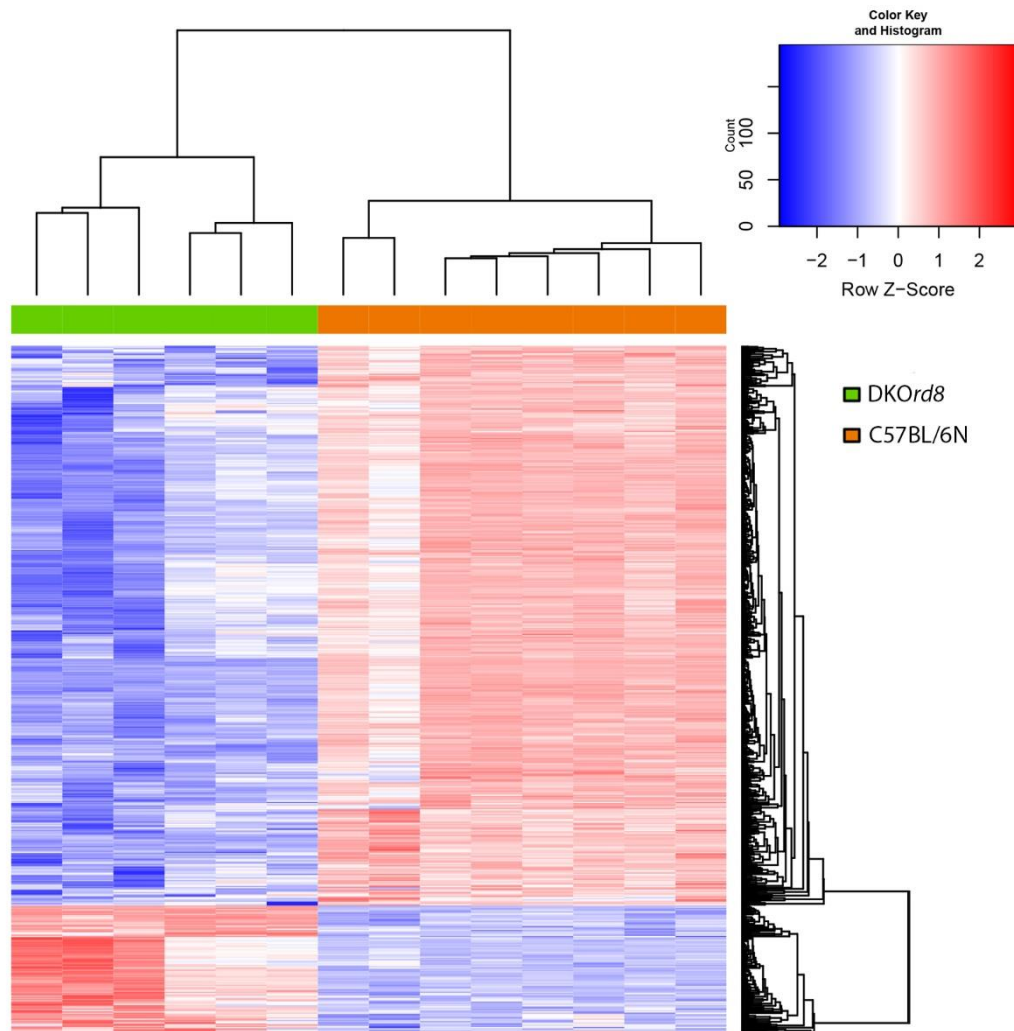 Color Key
and Histogram
Count
0
50
100
−2
−1
0
1
2
Row Z−Score
DKOrd8
C57BL/6N